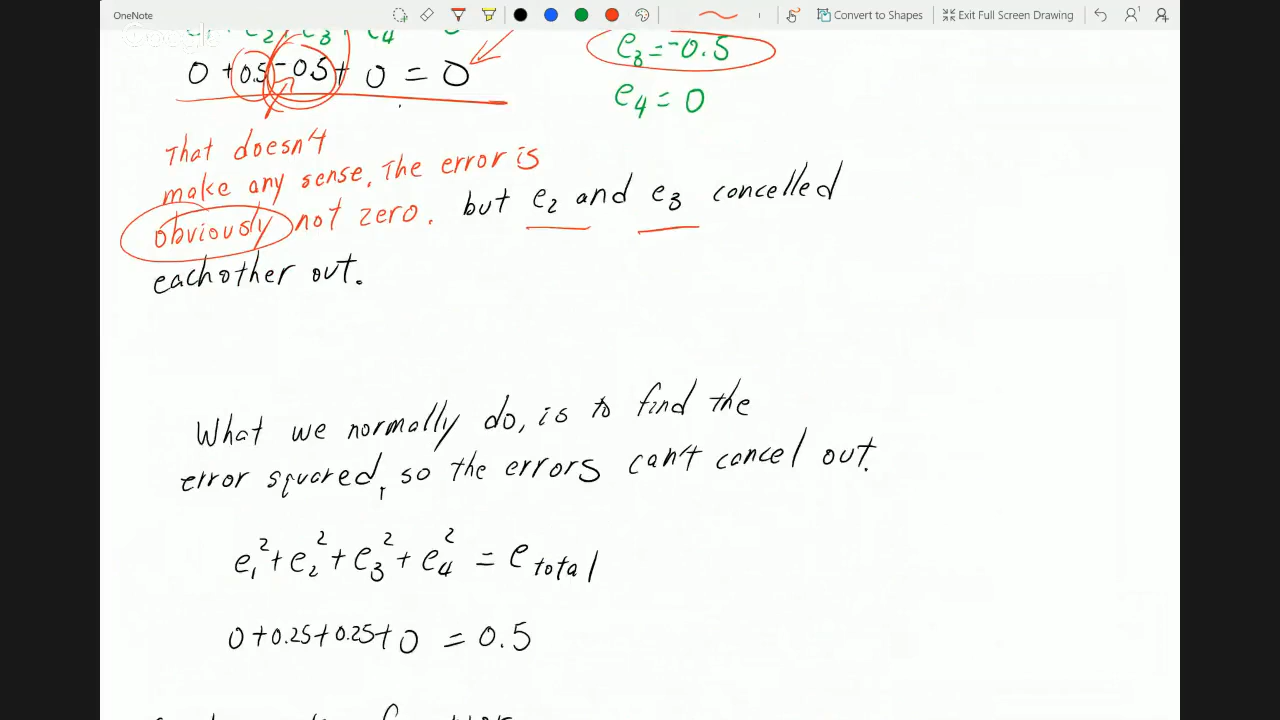 OneNote
Convert to Shapes
Exit Full Screen Drawing
Google
0 + 0.5 - 0.5 + 0 = 0
e₃ = -0.5
e₄ = 0
That doesn't
make any sense. The error is
obviously not zero. but e₂ and e₃ concelled
eachother out.
What we normally do, is to find the
error squared, so the errors can't cancel out.
e₁² + e₂² + e₃² + e₄² = e total
0 + 0.25 + 0.25 + 0 = 0.5